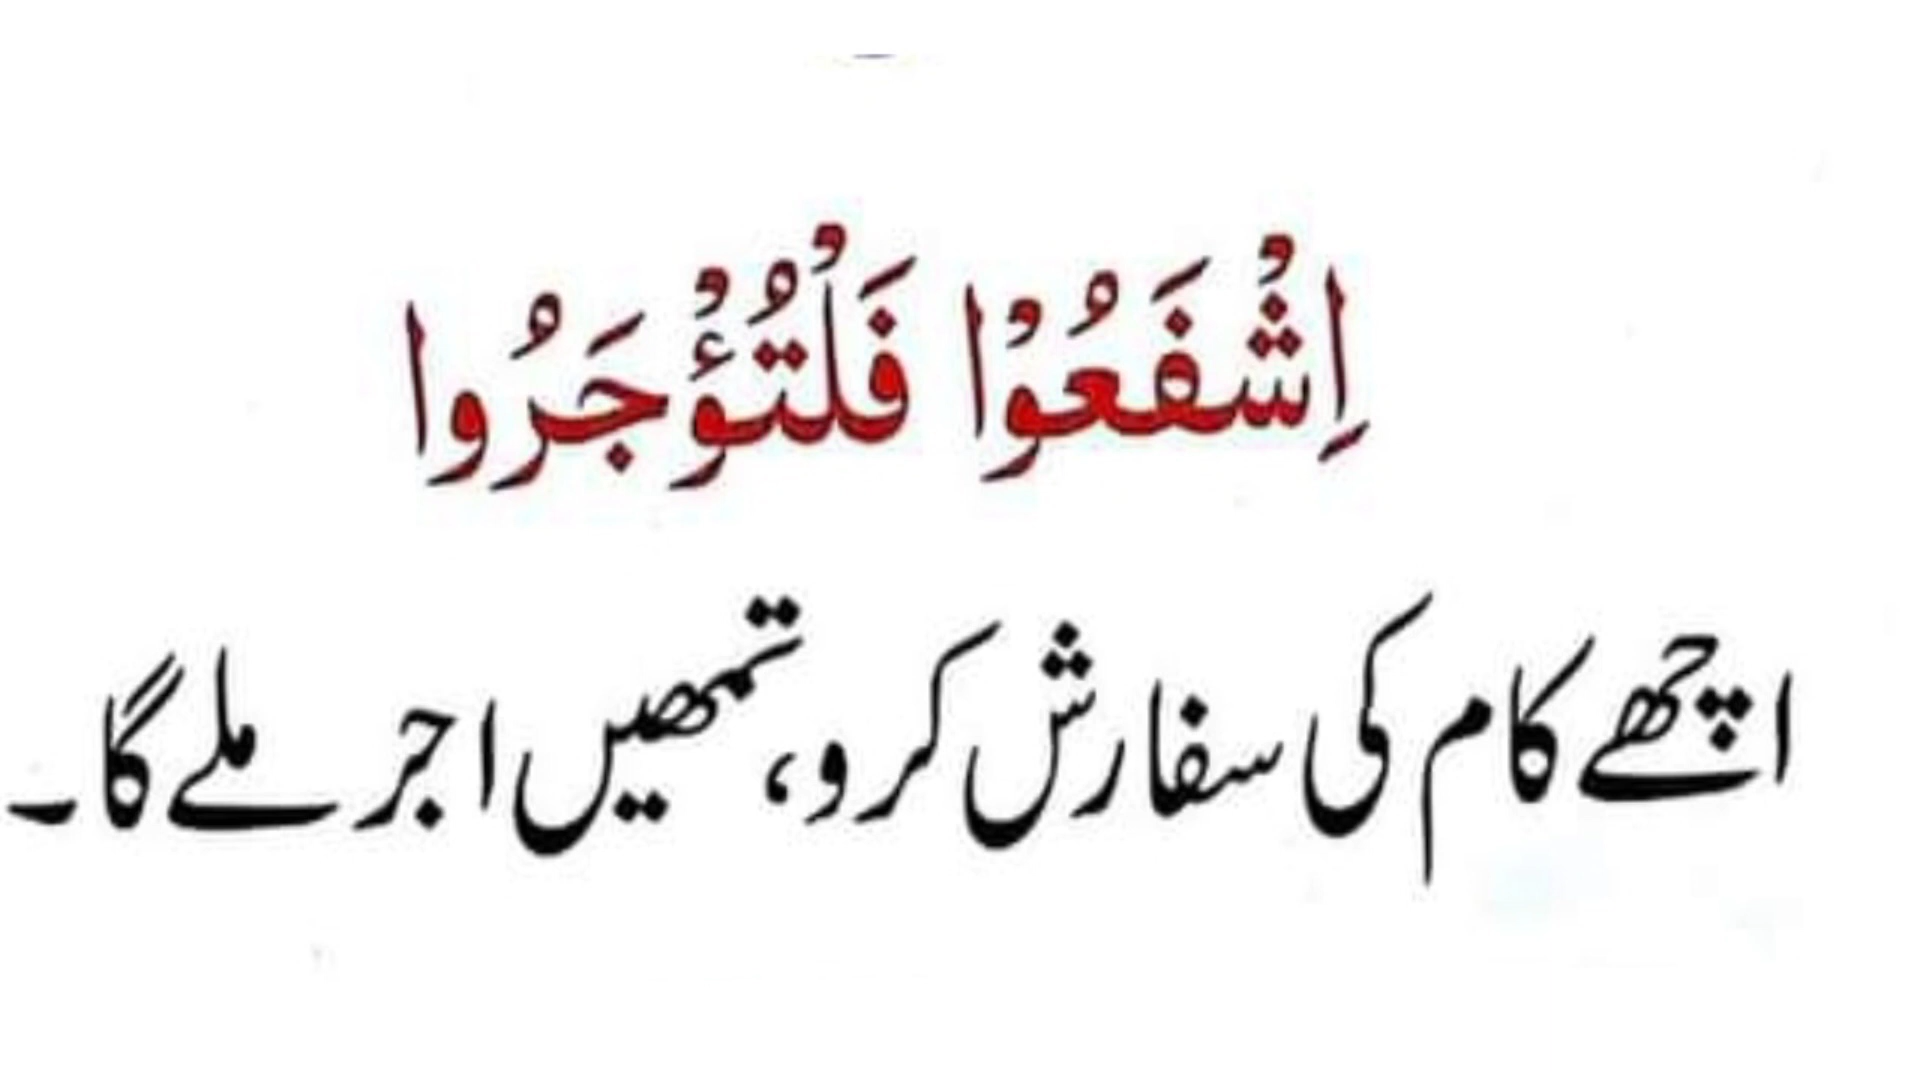 اِشْفَعُوْا فَلْتُؤْجَرُوا
اچھے کام کی سفارش کرو، تمھیں اجر ملے گا۔